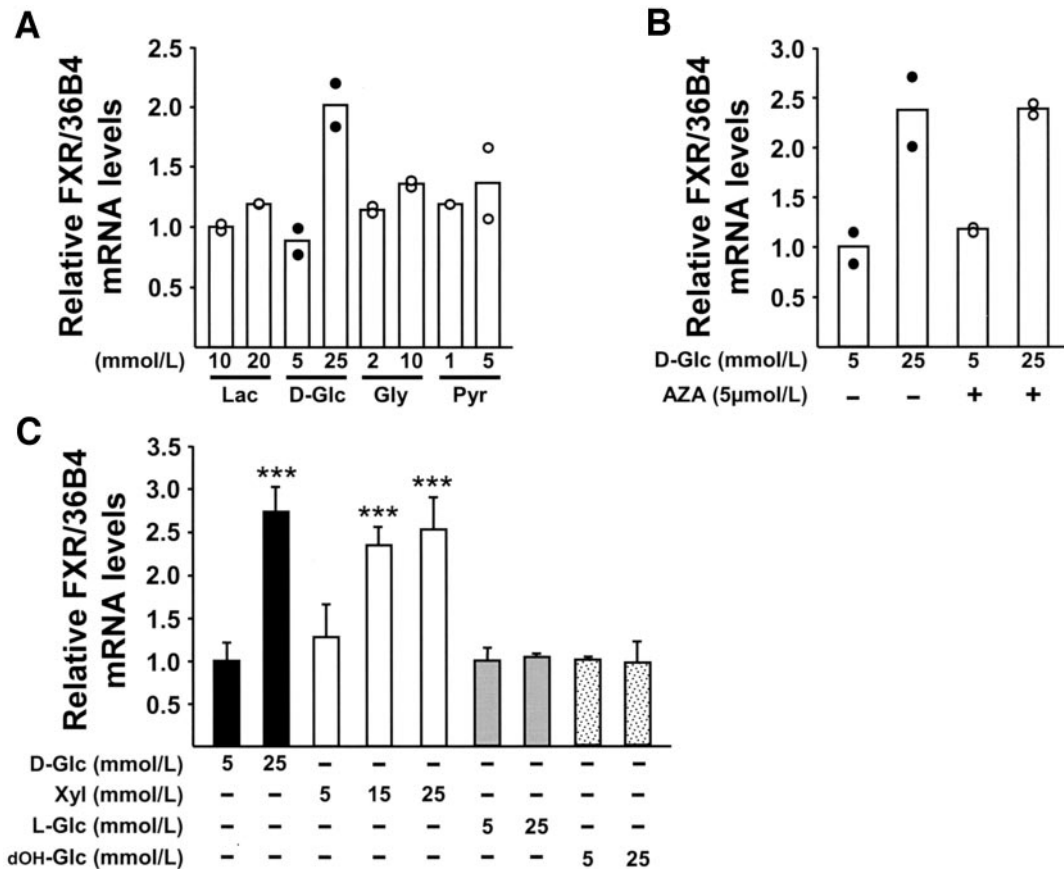 A
Relative FXR/36B4
mRNA levels
2.5
2.0
1.5
1.0
0.5
(mmol/L)
10 20 5 25 2 10 1 5
Lac D-Glc Gly Pyr
B
Relative FXR/36B4
mRNA levels
3.0
2.5
2.0
1.5
1.0
0.5
D-Glc (mmol/L) 5 25 5 25
AZA (5µmol/L) – – + +
C
Relative FXR/36B4
mRNA levels
3.5
3.0
2.5
2.0
1.5
1.0
0.5
*** *** ***
D-Glc (mmol/L) 5 25 – – – – – – –
Xyl (mmol/L) – – 5 15 25 – – – –
L-Glc (mmol/L) – – – – – 5 25 – –
dOH-Glc (mmol/L) – – – – – – – 5 25